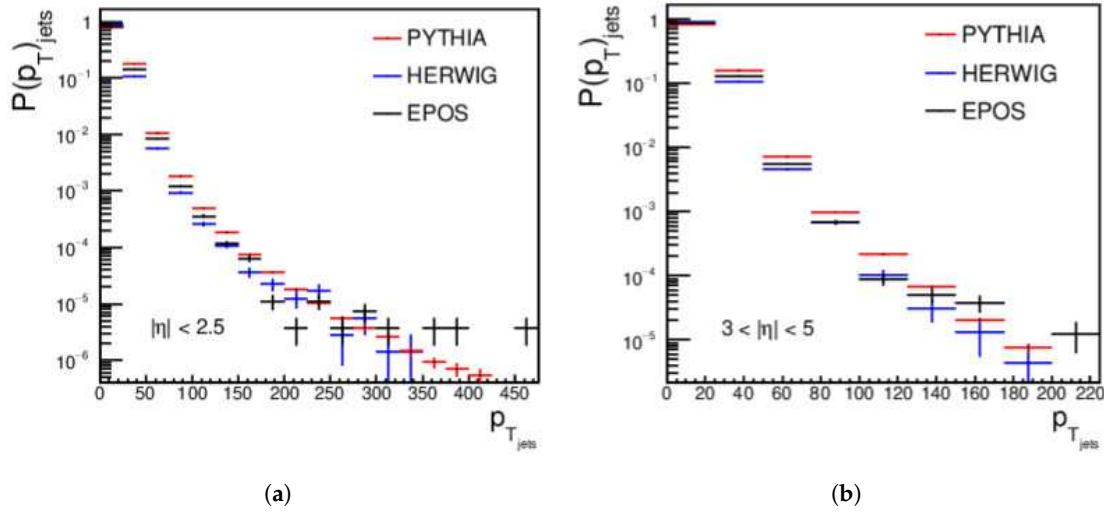 P(p_T)_jets
1
10⁻¹
10⁻²
10⁻³
10⁻⁴
10⁻⁵
10⁻⁶
PYTHIA
HERWIG
EPOS
|η| < 2.5
0 50 100 150 200 250 300 350 400 450
p_T_jets
(a)
P(p_T)_jets
1
10⁻¹
10⁻²
10⁻³
10⁻⁴
10⁻⁵
PYTHIA
HERWIG
EPOS
3 < |η| < 5
0 20 40 60 80 100 120 140 160 180 200 220
p_T_jets
(b)